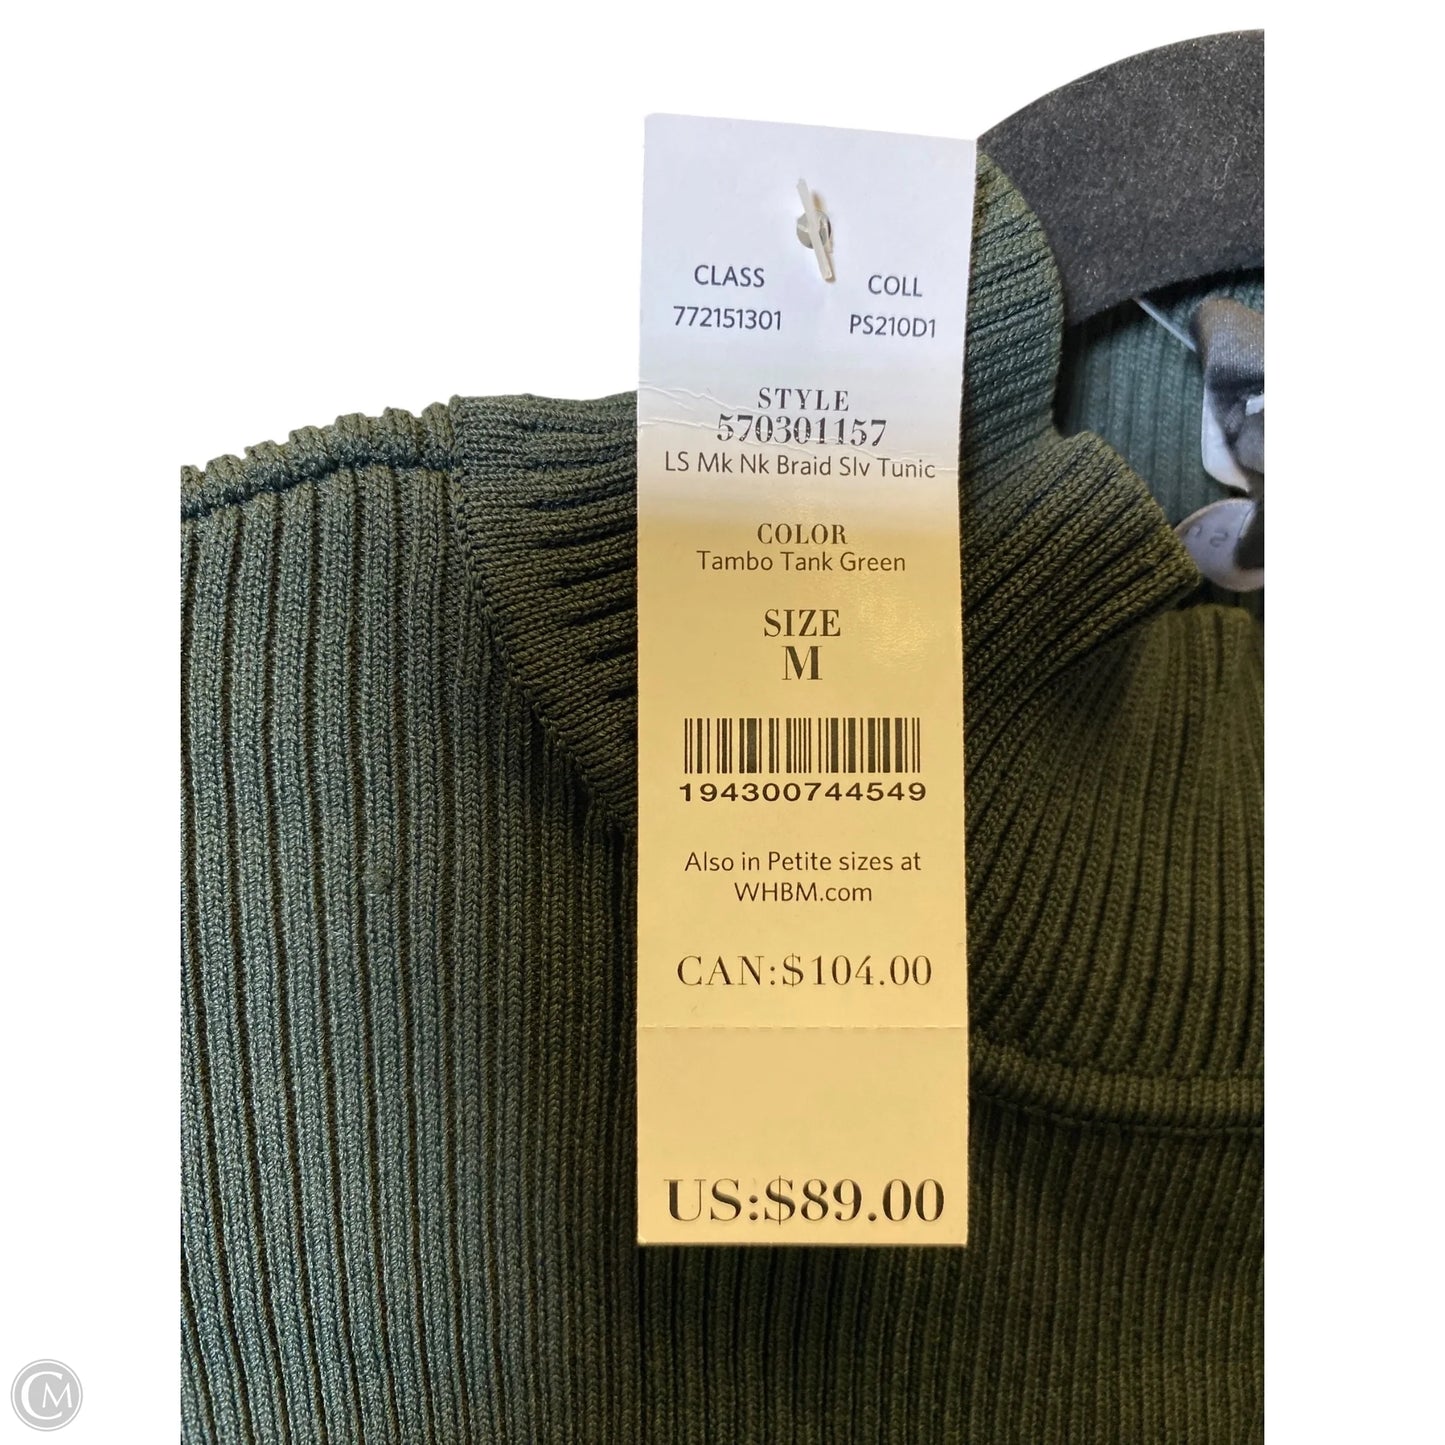 CLASS COLL
772151301 PS210D1
STYLE
570301157
LS Mk Nk Braid Slv Tunic
COLOR
Tambo Tank Green
SIZE
M
194300744549
Also in Petite sizes at
WHBM.com
CAN:$104.00
US:$89.00
CM